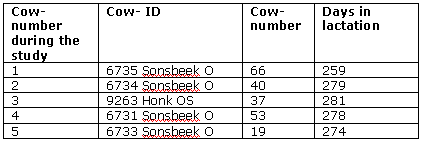 Cow-number during the study | Cow- ID | Cow-number | Days in lactation
1 | 6735 Sonsbeek O | 66 | 259
2 | 6734 Sonsbeek O | 40 | 279
3 | 9263 Honk OS | 37 | 281
4 | 6731 Sonsbeek O | 53 | 278
5 | 6733 Sonsbeek O | 19 | 274